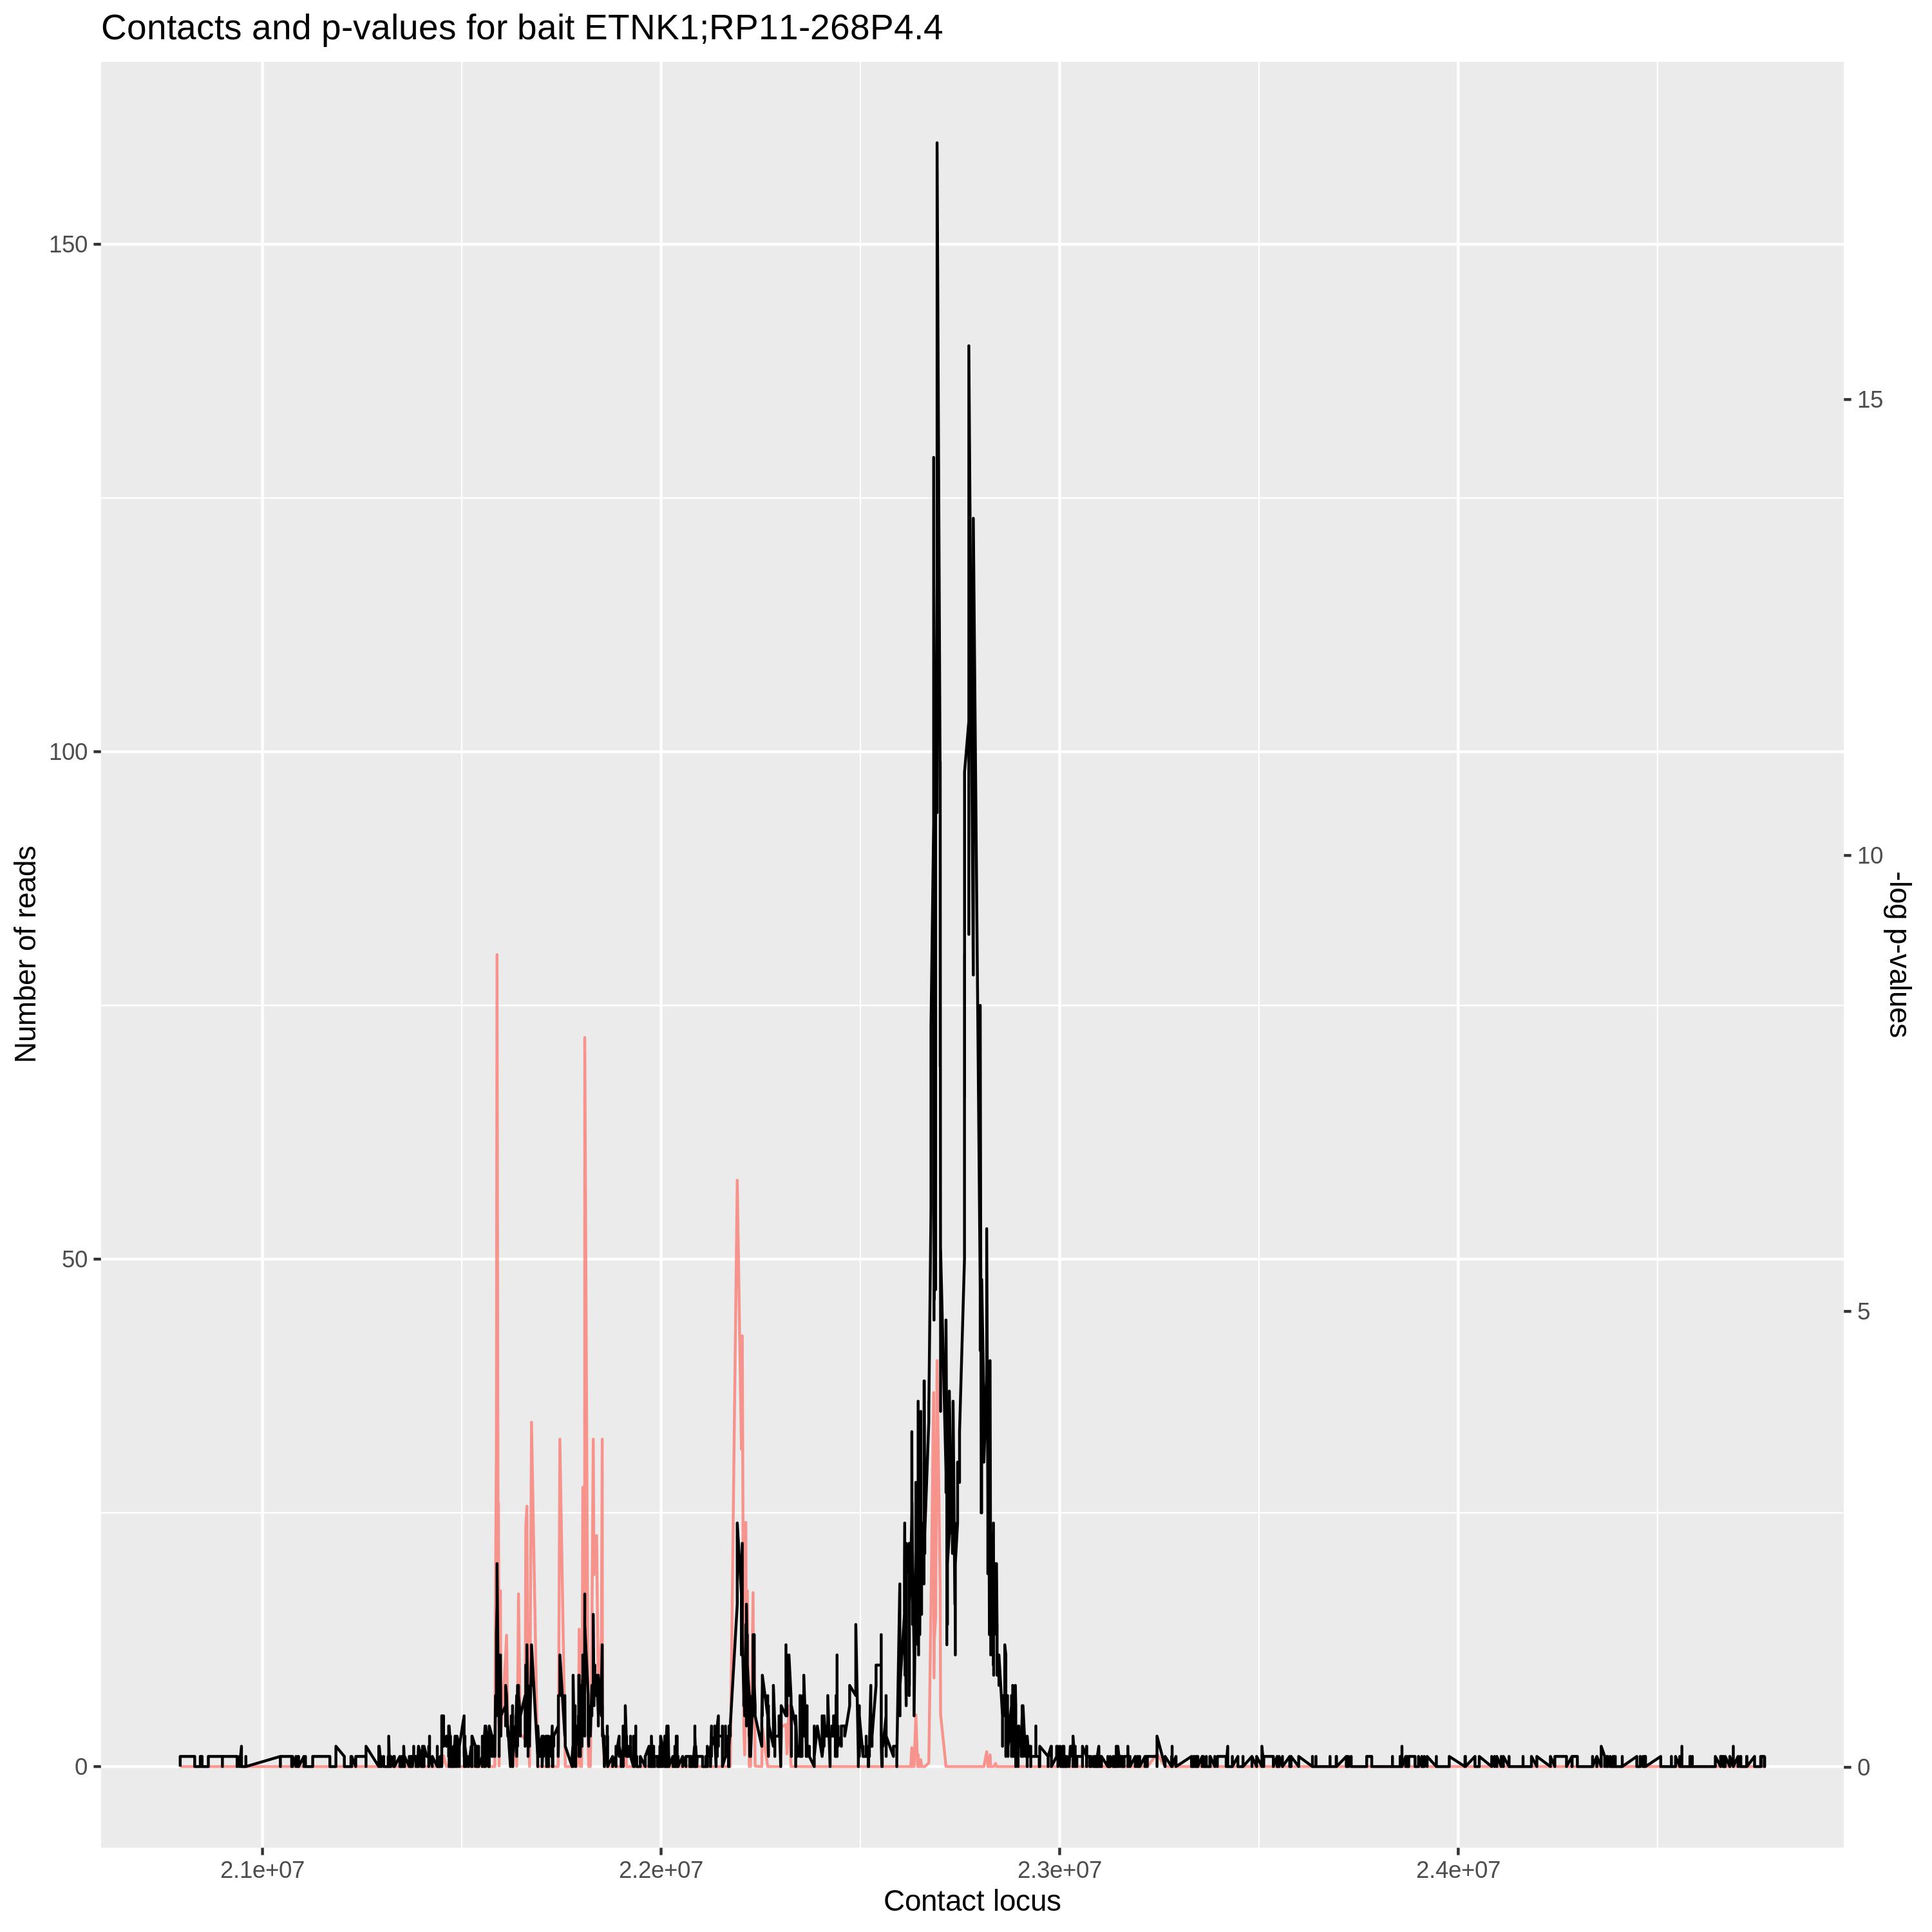 Contacts and p-values for bait ETNK1;RP11-268P4.4
150
100
50
0
Number of reads
15
10
5
0
-log p-values
2.1e+07
2.2e+07
2.3e+07
2.4e+07
Contact locus